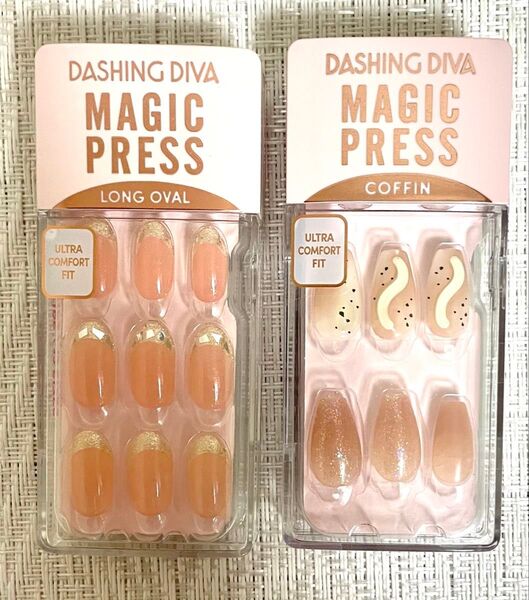 DASHING DIVA
MAGIC
PRESS
LONG OVAL
ULTRA
COMFORT
FIT
DASHING DIVA
MAGIC
PRESS
COFFIN
ULTRA
COMFORT
FIT